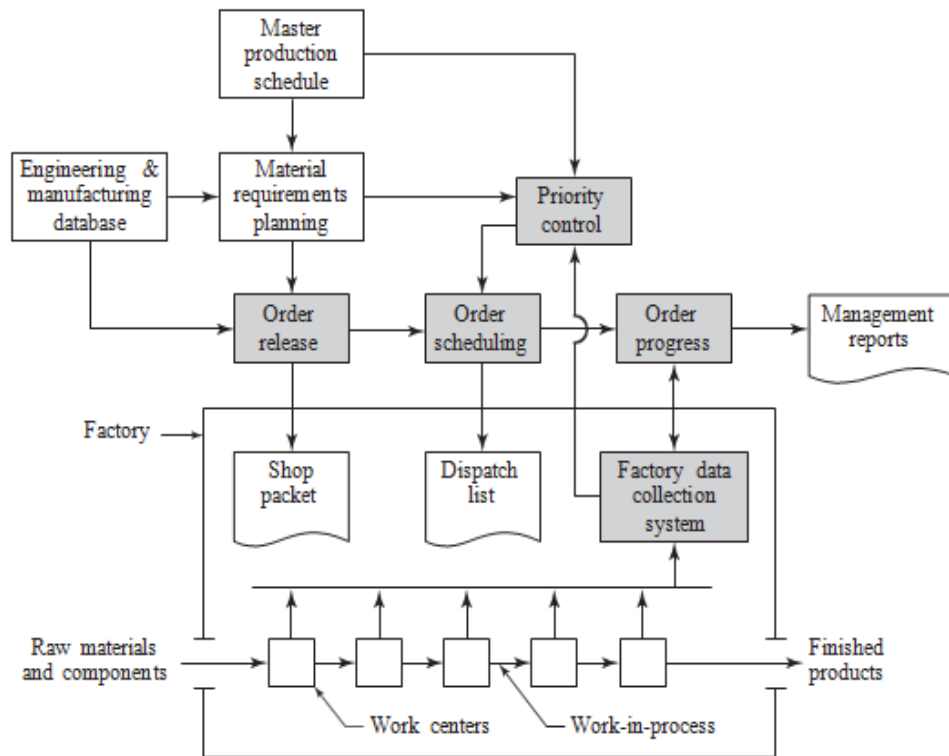 Master
production
schedule
Engineering &
manufacturing
database
Material
requirements
planning
Priority
control
Order
release
Order
scheduling
Order
progress
Management
reports
Factory
Shop
packet
Dispatch
list
Factory data
collection
system
Raw materials
and components
Finished
products
Work centers
Work-in-process